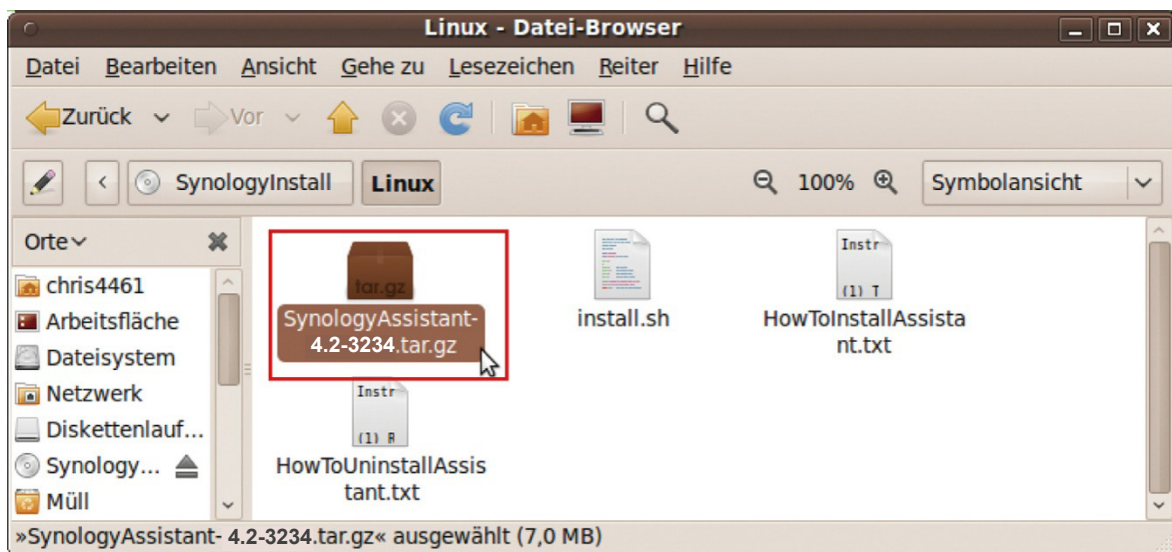 Linux - Datei-Browser
Datei Bearbeiten Ansicht Gehe zu Lesezeichen Reiter Hilfe
Zurück Vor
SynologyInstall Linux 100% Symbolansicht
Orte
chris4461
Arbeitsfläche
Dateisystem
Netzwerk
Diskettenlauf...
Synology...
Müll
tar.gz
SynologyAssistant-
4.2-3234.tar.gz
install.sh
Instr
(1) T
HowToInstallAssista
nt.txt
Instr
(1) R
HowToUninstallAssis
tant.txt
»SynologyAssistant- 4.2-3234.tar.gz« ausgewählt (7,0 MB)